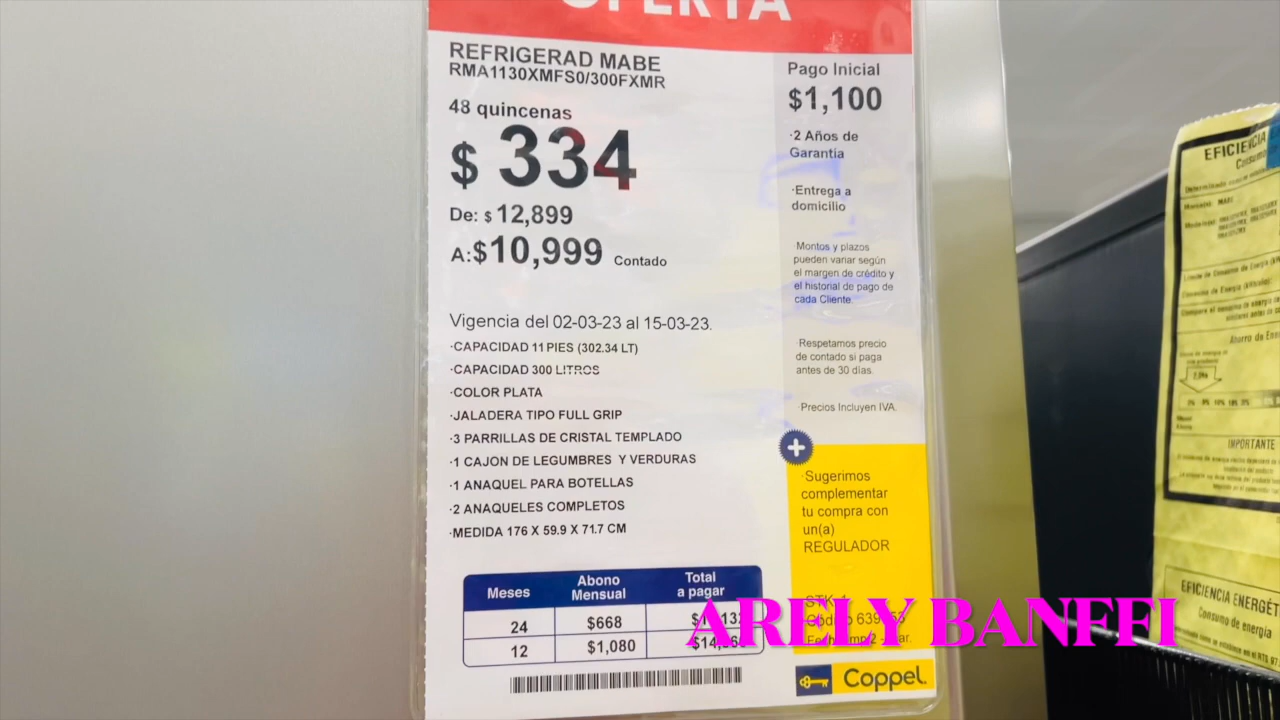 OFERTA
REFRIGERAD MABE
RMA1130XMFS0/300FXMR
48 quincenas
$ 334
De: $ 12,899
A:$10,999 Contado
Vigencia del 02-03-23 al 15-03-23.
·CAPACIDAD 11 PIES (302.34 LT)
·CAPACIDAD 300 LITROS
·COLOR PLATA
·JALADERA TIPO FULL GRIP
·3 PARRILLAS DE CRISTAL TEMPLADO
·1 CAJON DE LEGUMBRES Y VERDURAS
·1 ANAQUEL PARA BOTELLAS
·2 ANAQUELES COMPLETOS
·MEDIDA 176 X 59.9 X 71.7 CM
Meses Abono Mensual Total a pagar
24 $668
12 $1,080
Pago Inicial
$1,100
·2 Años de
Garantia
·Entrega a
domicilio
·Montos y plazos
pueden variar según
el margen de crédito y
el historial de pago de
cada Cliente.
·Respetamos precio
de contado si paga
antes de 30 días.
·Precios Incluyen IVA.
+
·Sugerimos
complementar
tu compra con
un(a)
REGULADOR
Coppel.
ARELY BANFFI
EFICIENCIA
Consumo
IMPORTANTE
EFICIENCIA ENERGÉT
Consumo de energía